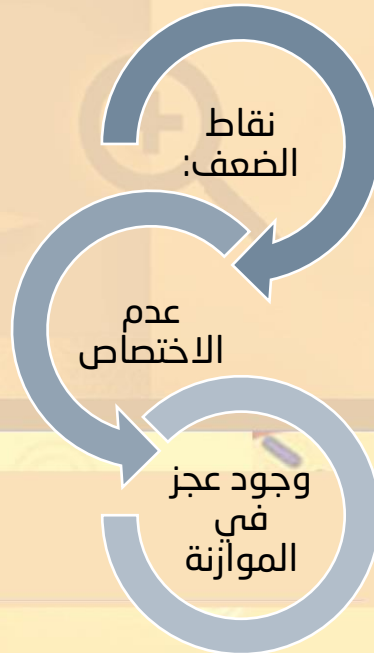 نقاط
الضعف:
عدم
الاختصاص
وجود عجز
في
الموازنة